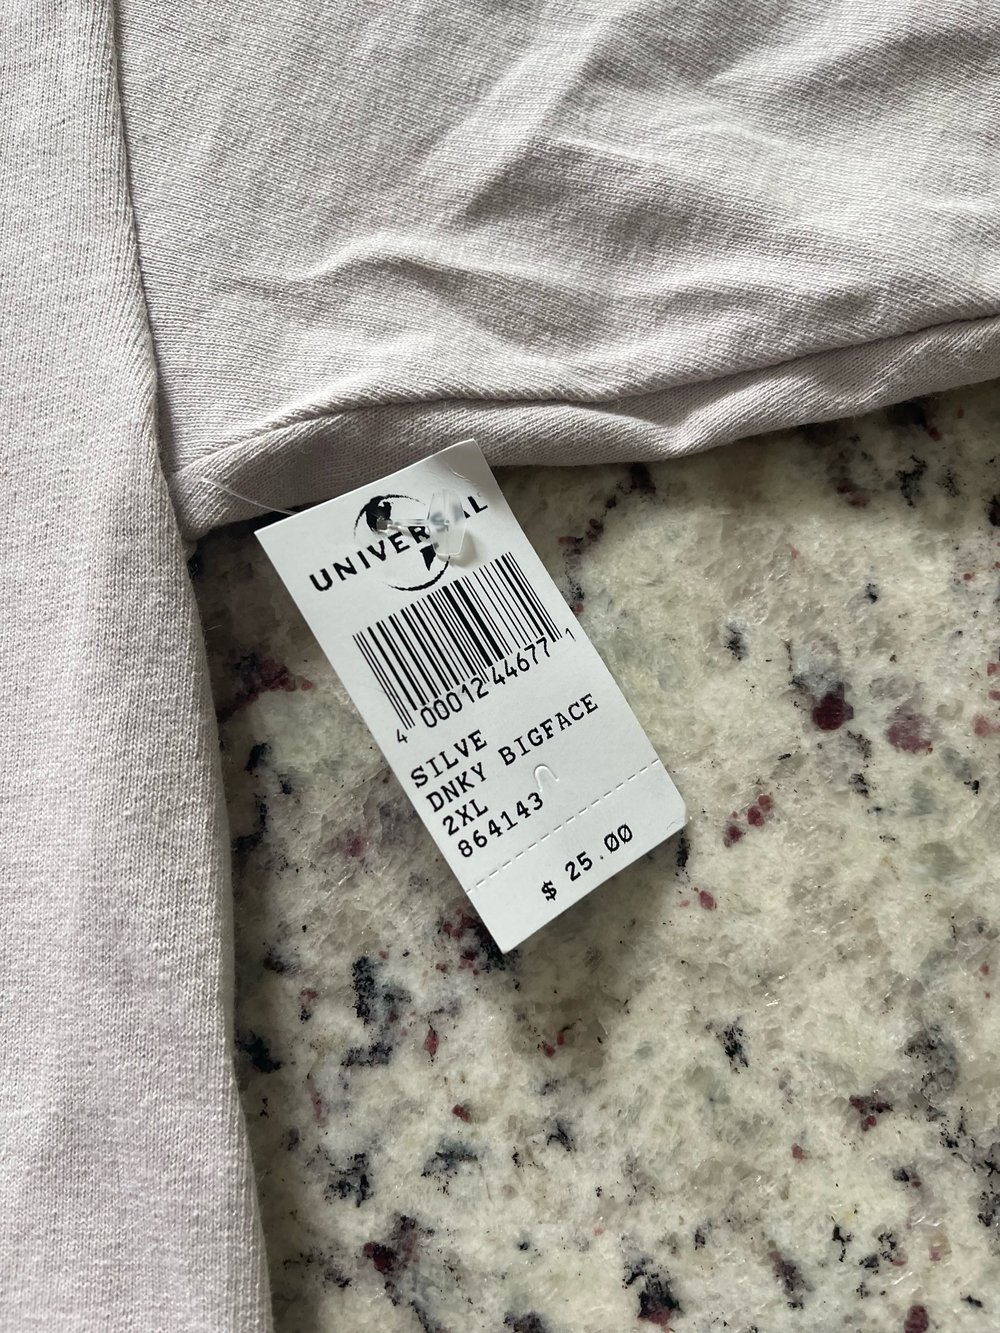 UNIVERSAL
4 00012 44677 1
SILVE
DNKY BIGFACE
2XL
864143
$ 25.00